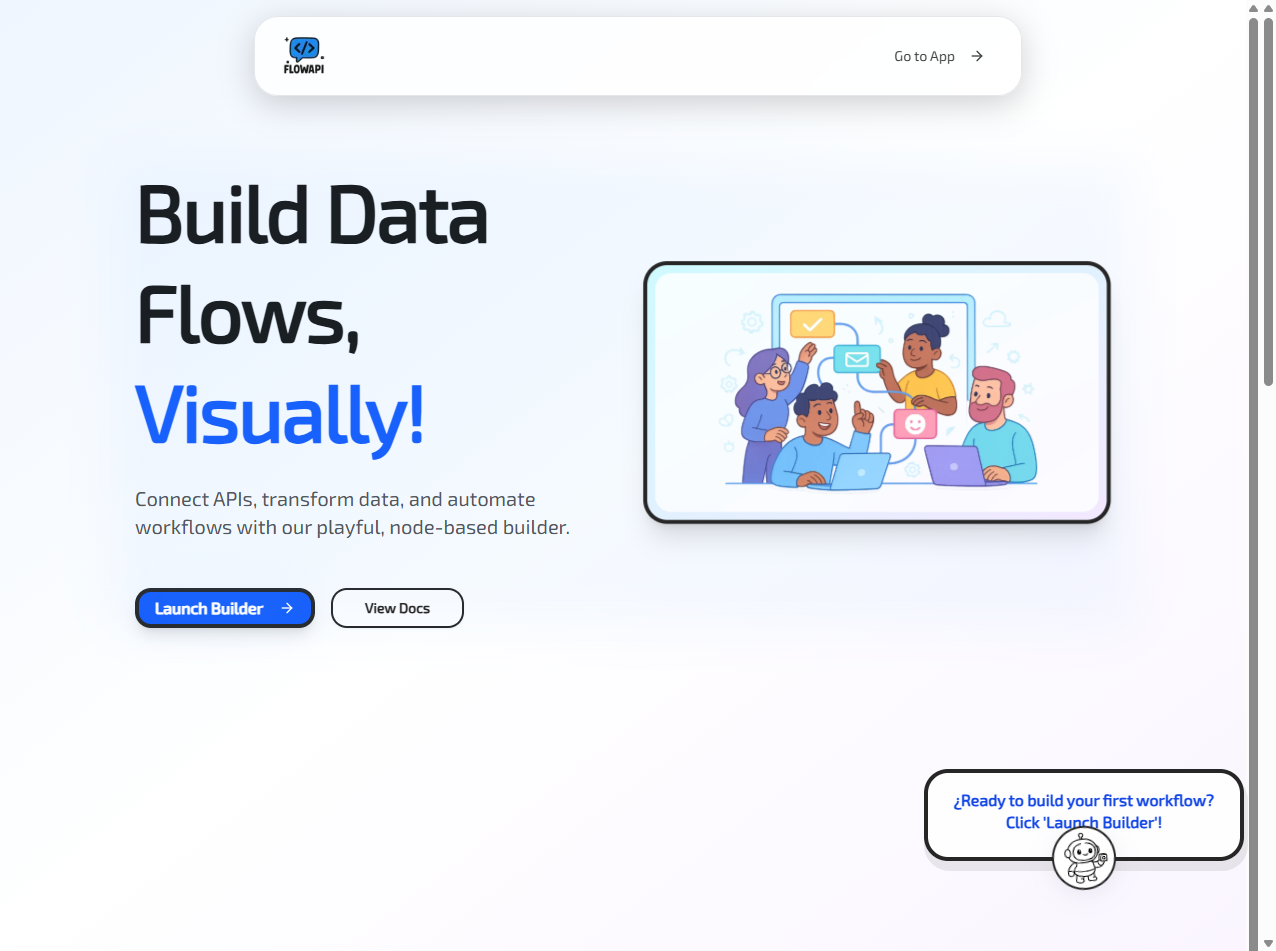 </>
FLOWAPI
Go to App
Build Data
Flows,
Visually!
Connect APIs, transform data, and automate
workflows with our playful, node-based builder.
Launch Builder
View Docs
¿Ready to build your first workflow?
Click 'Launch Builder'!